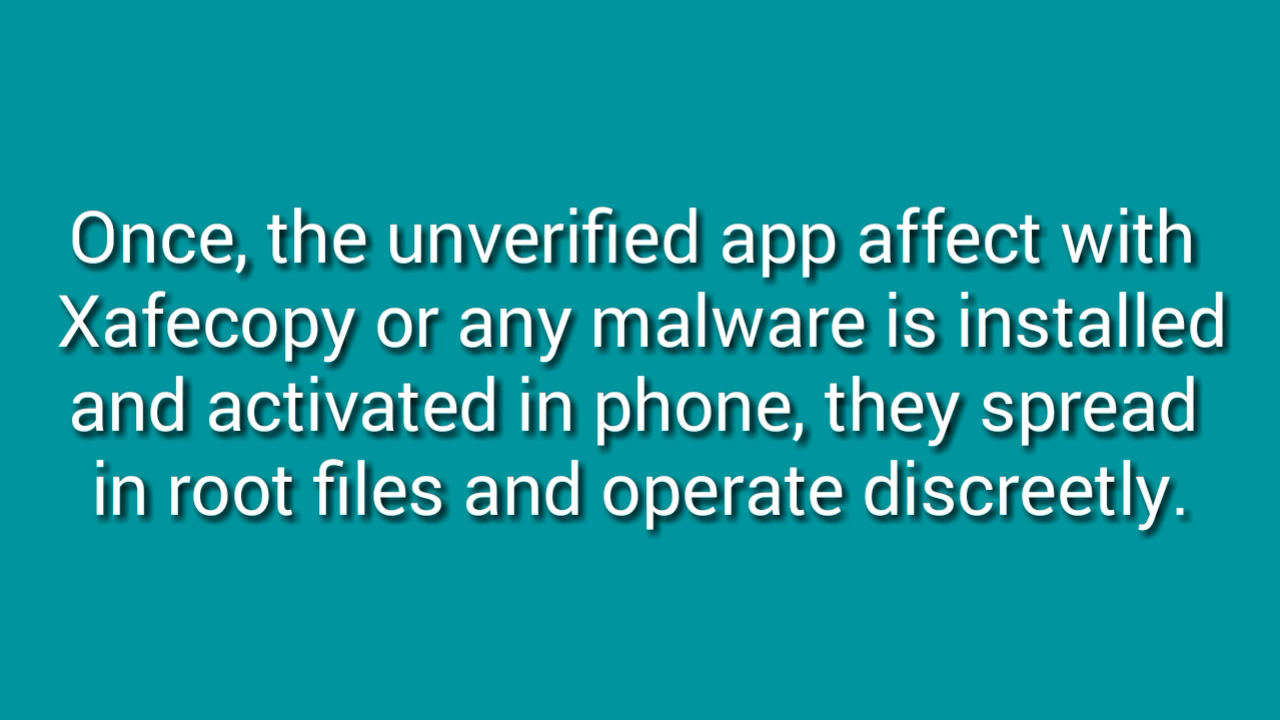 Once, the unverified app affect with
Xafecopy or any malware is installed
and activated in phone, they spread
in root files and operate discreetly.